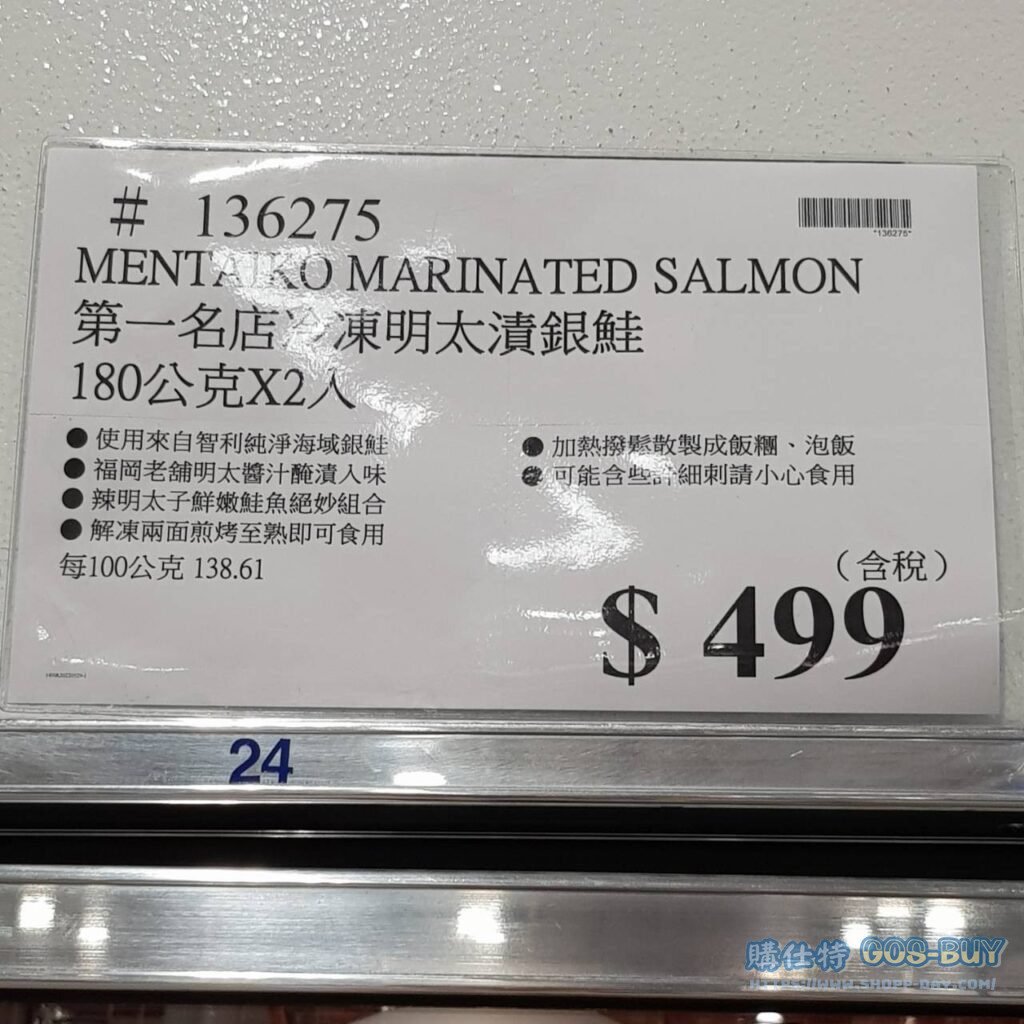 # 136275
*136275*
MENTAIKO MARINATED SALMON
第一名店冷凍明太漬銀鮭
180公克X2入
● 使用來自智利純淨海域銀鮭
● 福岡老舖明太醬汁醃漬入味
● 辣明太子鮮嫩鮭魚絕妙組合
● 解凍兩面煎烤至熟即可食用
● 加熱撥鬆散製成飯糰、泡飯
● 可能含些許細刺請小心食用
每100公克 138.61
（含稅）
$ 499
24
購仕特 GOS-BUY
HTTPS://WWW.SHOPP-BAY.COM/